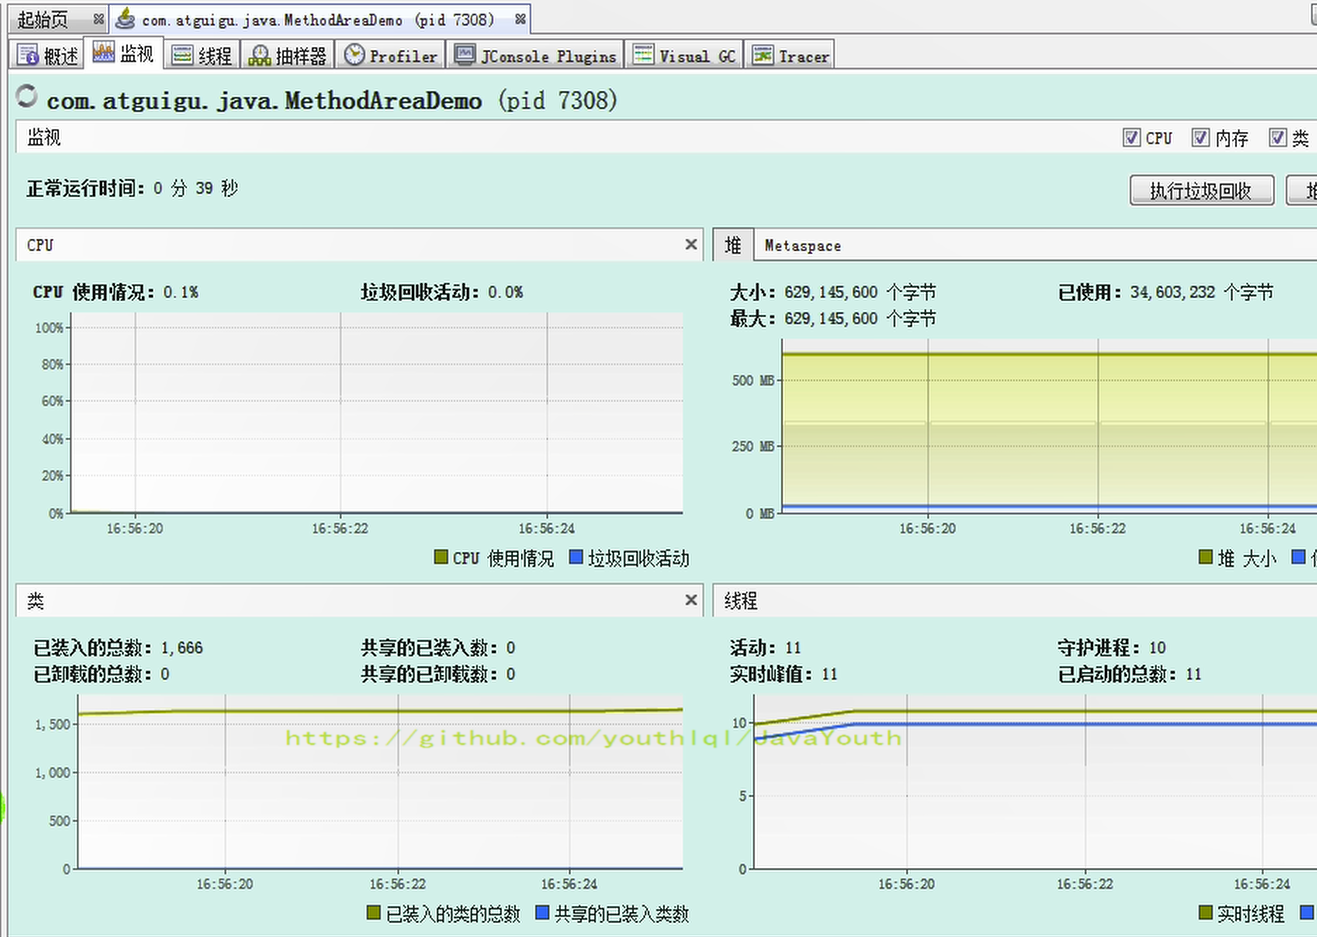 起始页 com.atguigu.java.MethodAreaDemo (pid 7308)
概述 监视 线程 抽样器 Profiler JConsole Plugins Visual GC Tracer
com.atguigu.java.MethodAreaDemo (pid 7308)
监视 CPU 内存 类
正常运行时间: 0 分 39 秒 执行垃圾回收
CPU
CPU 使用情况: 0.1% 垃圾回收活动: 0.0%
100%
80%
60%
40%
20%
0%
16:56:20 16:56:22 16:56:24
CPU 使用情况 垃圾回收活动
堆 Metaspace
大小: 629,145,600 个字节 已使用: 34,603,232 个字节
最大: 629,145,600 个字节
500 MB
250 MB
0 MB
16:56:20 16:56:22 16:56:24
堆 大小
类
已装入的总数: 1,666 共享的已装入数: 0
已卸载的总数: 0 共享的已卸载数: 0
1,500
1,000
500
0
16:56:20 16:56:22 16:56:24
已装入的类的总数 共享的已装入类数
线程
活动: 11 守护进程: 10
实时峰值: 11 已启动的总数: 11
10
5
0
16:56:20 16:56:22 16:56:24
实时线程
https://github.com/youthlql/JavaYouth